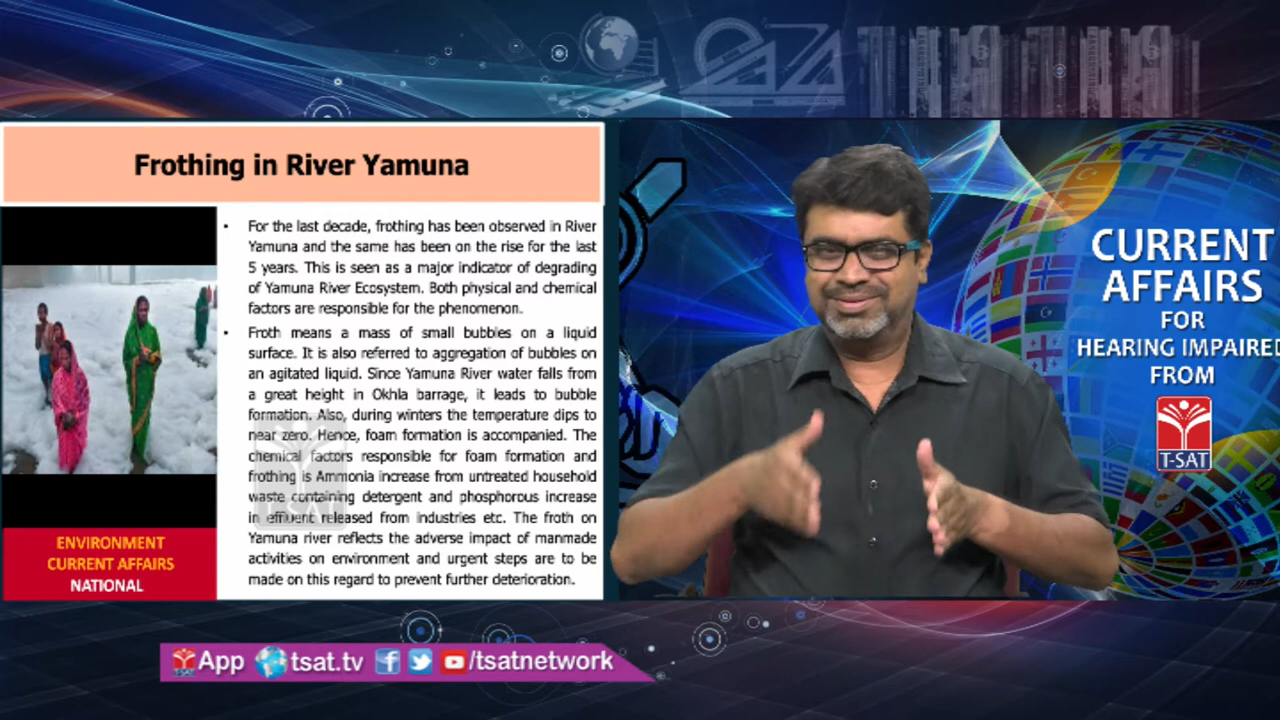 Frothing in River Yamuna
• For the last decade, frothing has been observed in River
Yamuna and the same has been on the rise for the last
5 years. This is seen as a major indicator of degrading
of Yamuna River Ecosystem. Both physical and chemical
factors are responsible for the phenomenon.
• Froth means a mass of small bubbles on a liquid
surface. It is also referred to aggregation of bubbles on
an agitated liquid. Since Yamuna River water falls from
a great height in Okhla barrage, it leads to bubble
formation. Also, during winters the temperature dips to
near zero. Hence, foam formation is accompanied. The
chemical factors responsible for foam formation and
frothing is Ammonia increase from untreated household
waste containing detergent and phosphorous increase
in effluent released from industries etc. The froth on
Yamuna river reflects the adverse impact of manmade
activities on environment and urgent steps are to be
made on this regard to prevent further deterioration.
T-SAT
ENVIRONMENT
CURRENT AFFAIRS
NATIONAL
CURRENT
AFFAIRS
FOR
HEARING IMPAIRED
FROM
T-SAT
T-SAT App tsat.tv /tsatnetwork